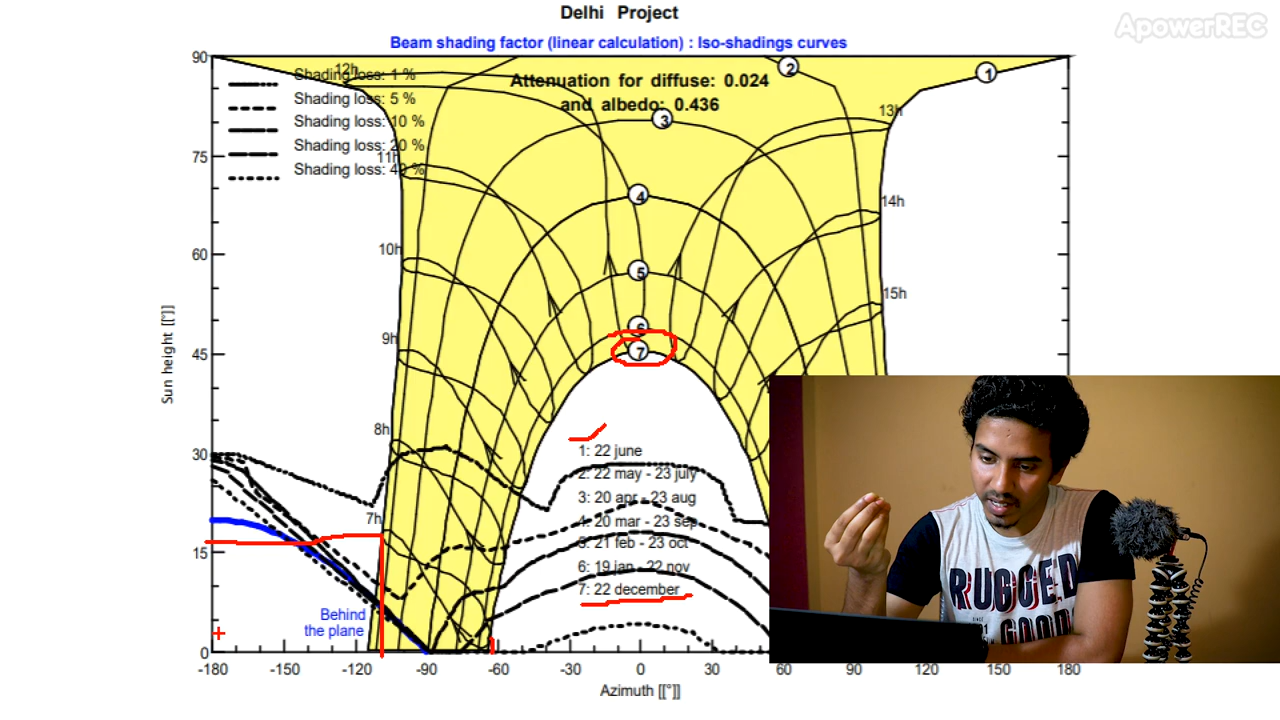 ApowerREC
Delhi Project
Beam shading factor (linear calculation) : Iso-shadings curves
Attenuation for diffuse: 0.024
and albedo: 0.436
Shading loss: 1 %
Shading loss: 5 %
Shading loss: 10 %
Shading loss: 20 %
Shading loss: 40 %
90
75
60
45
30
15
0
Sun height [[°]]
12h
11h
10h
9h
8h
7h
13h
14h
15h
1
2
3
4
5
6
7
1: 22 june
2: 22 may - 23 july
3: 20 apr - 23 aug
4: 20 mar - 23 sep
5: 21 feb - 23 oct
6: 19 jan - 22 nov
7: 22 december
Behind
the plane
-180 -150 -120 -90 -60 -30 0 30 60 90 120 150 180
Azimuth [[°]]
RUGGED
GOODS